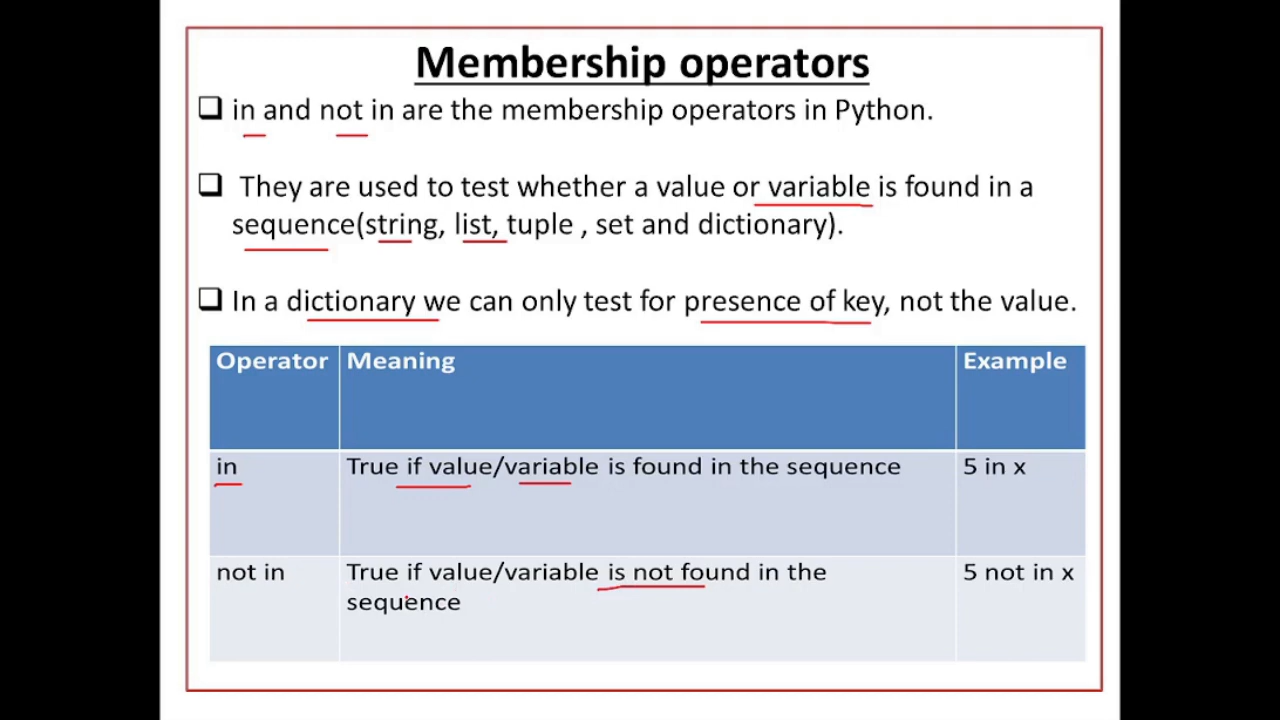 Membership operators
in and not in are the membership operators in Python.
They are used to test whether a value or variable is found in a
sequence(string, list, tuple , set and dictionary).
In a dictionary we can only test for presence of key, not the value.
Operator Meaning Example
in True if value/variable is found in the sequence 5 in x
not in True if value/variable is not found in the 5 not in x
sequence